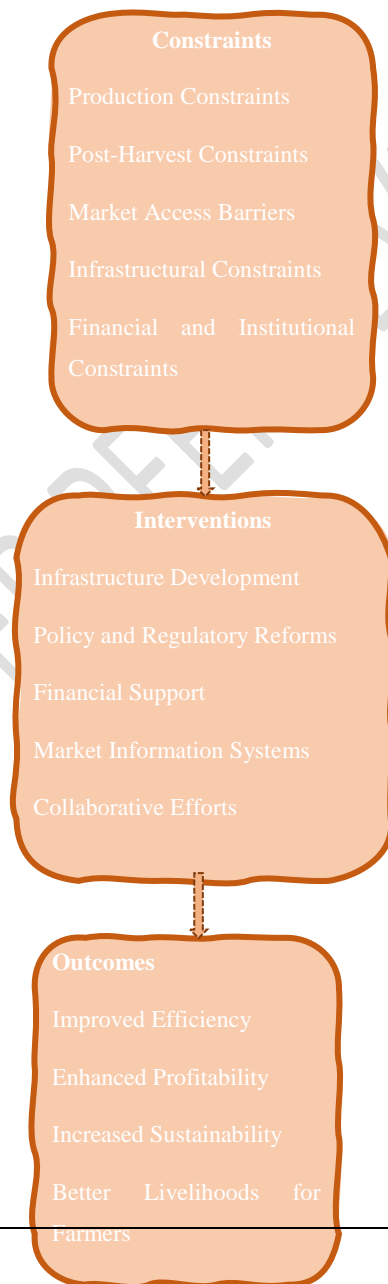 Constraints
Production Constraints
Post-Harvest Constraints
Market Access Barriers
Infrastructural Constraints
Financial and Institutional
Constraints
Interventions
Infrastructure Development
Policy and Regulatory Reforms
Financial Support
Market Information Systems
Collaborative Efforts
Outcomes
Improved Efficiency
Enhanced Profitability
Increased Sustainability
Better Livelihoods for
Farmers